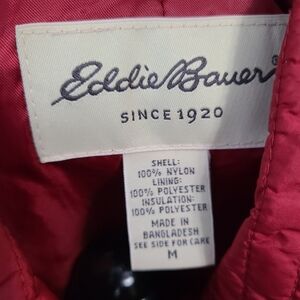 Eddie Bauer®
SINCE 1920
SHELL:
100% NYLON
LINING:
100% POLYESTER
INSULATION:
100% POLYESTER
MADE IN
BANGLADESH
SEE SIDE FOR CARE
M